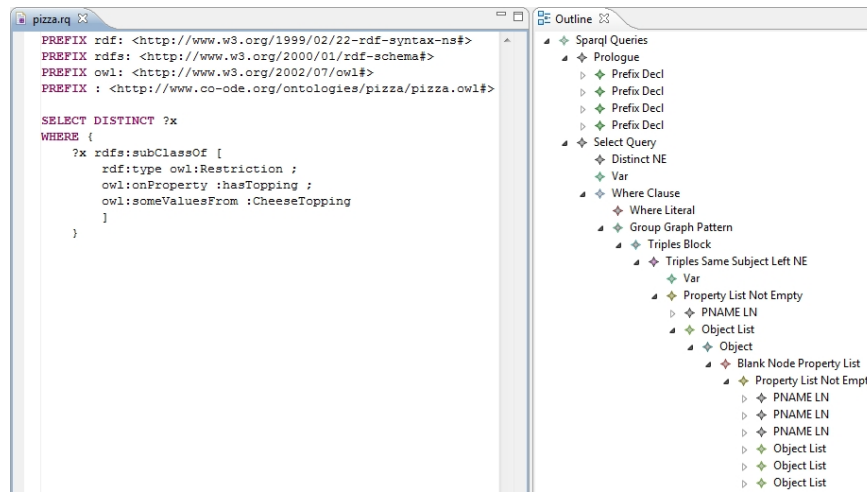 pizza.rq
PREFIX rdf: <http://www.w3.org/1999/02/22-rdf-syntax-ns#>
PREFIX rdfs: <http://www.w3.org/2000/01/rdf-schema#>
PREFIX owl: <http://www.w3.org/2002/07/owl#>
PREFIX : <http://www.co-ode.org/ontologies/pizza/pizza.owl#>
SELECT DISTINCT ?x
WHERE {
?x rdfs:subClassOf [
rdf:type owl:Restriction ;
owl:onProperty :hasTopping ;
owl:someValuesFrom :CheeseTopping
]
}
Outline
Sparql Queries
Prologue
Prefix Decl
Prefix Decl
Prefix Decl
Prefix Decl
Select Query
Distinct NE
Var
Where Clause
Where Literal
Group Graph Pattern
Triples Block
Triples Same Subject Left NE
Var
Property List Not Empty
PNAME LN
Object List
Object
Blank Node Property List
Property List Not Empt
PNAME LN
PNAME LN
PNAME LN
Object List
Object List
Object List